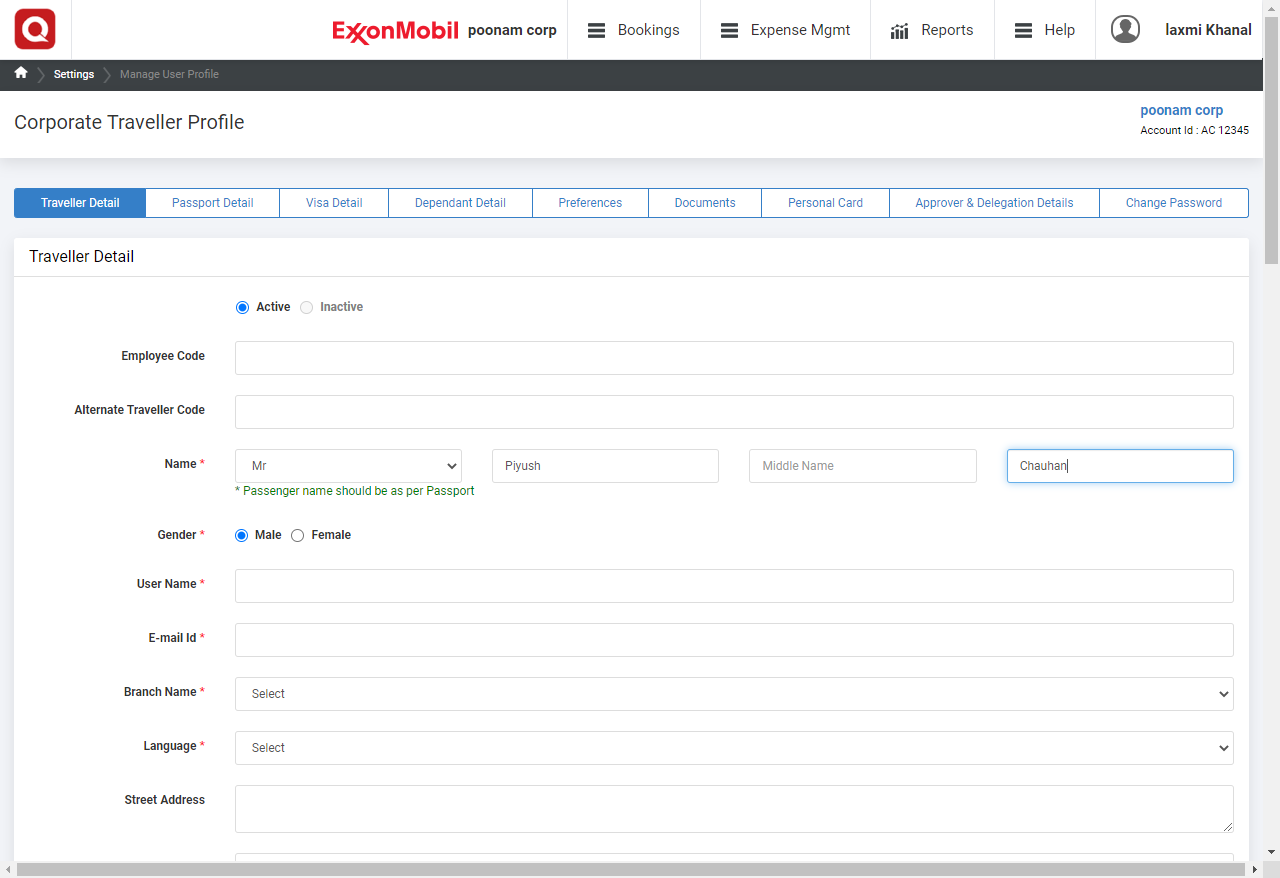 ExxonMobil poonam corp Bookings Expense Mgmt Reports Help laxmi Khanal
Settings Manage User Profile
Corporate Traveller Profile
poonam corp
Account Id : AC 12345
Traveller Detail Passport Detail Visa Detail Dependant Detail Preferences Documents Personal Card Approver & Delegation Details Change Password
Traveller Detail
Active Inactive
Employee Code
Alternate Traveller Code
Name * Mr Piyush Middle Name Chauhan
* Passenger name should be as per Passport
Gender * Male Female
User Name *
E-mail Id *
Branch Name * Select
Language * Select
Street Address